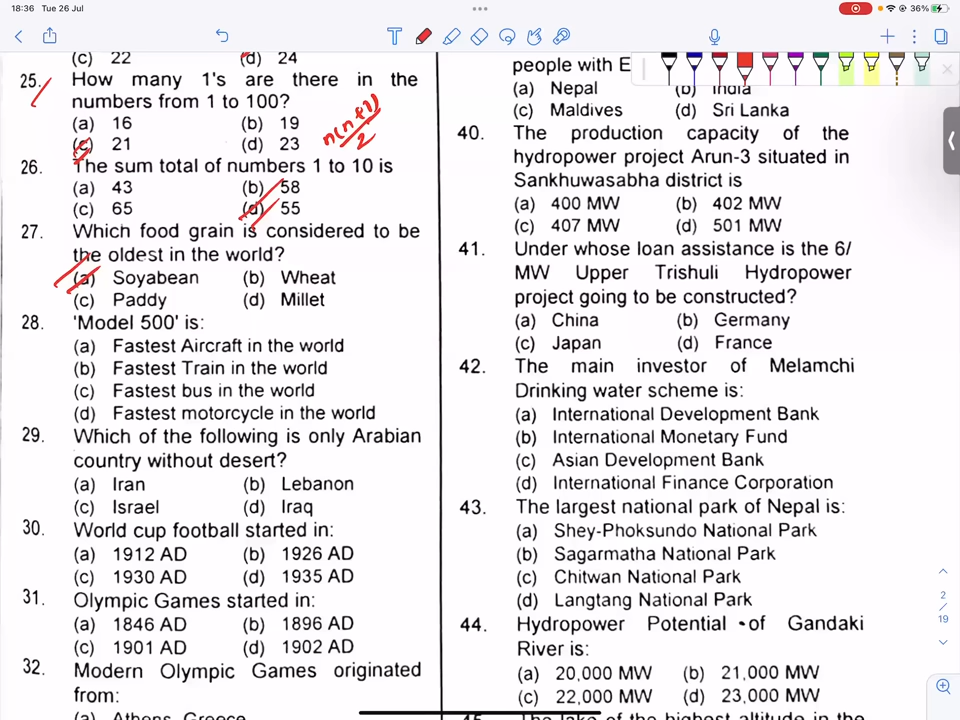 18:36 Tue 26 Jul
36%
(c) 22 (d) 24
25. How many 1's are there in the
numbers from 1 to 100?
(a) 16 (b) 19
(c) 21 (d) 23
n(n+1)
2
26. The sum total of numbers 1 to 10 is
(a) 43 (b) 58
(c) 65 (d) 55
27. Which food grain is considered to be
the oldest in the world?
(a) Soyabean (b) Wheat
(c) Paddy (d) Millet
28. 'Model 500' is:
(a) Fastest Aircraft in the world
(b) Fastest Train in the world
(c) Fastest bus in the world
(d) Fastest motorcycle in the world
29. Which of the following is only Arabian
country without desert?
(a) Iran (b) Lebanon
(c) Israel (d) Iraq
30. World cup football started in:
(a) 1912 AD (b) 1926 AD
(c) 1930 AD (d) 1935 AD
31. Olympic Games started in:
(a) 1846 AD (b) 1896 AD
(c) 1901 AD (d) 1902 AD
32. Modern Olympic Games originated
from:
(a) Athens, Greece
people with E
(a) Nepal (b) India
(c) Maldives (d) Sri Lanka
40. The production capacity of the
hydropower project Arun-3 situated in
Sankhuwasabha district is
(a) 400 MW (b) 402 MW
(c) 407 MW (d) 501 MW
41. Under whose loan assistance is the 6/
MW Upper Trishuli Hydropower
project going to be constructed?
(a) China (b) Germany
(c) Japan (d) France
42. The main investor of Melamchi
Drinking water scheme is:
(a) International Development Bank
(b) International Monetary Fund
(c) Asian Development Bank
(d) International Finance Corporation
43. The largest national park of Nepal is:
(a) Shey-Phoksundo National Park
(b) Sagarmatha National Park
(c) Chitwan National Park
(d) Langtang National Park
44. Hydropower Potential of Gandaki
River is:
(a) 20,000 MW (b) 21,000 MW
(c) 22,000 MW (d) 23,000 MW
45. The lake of the highest altitude in the
2
/
19